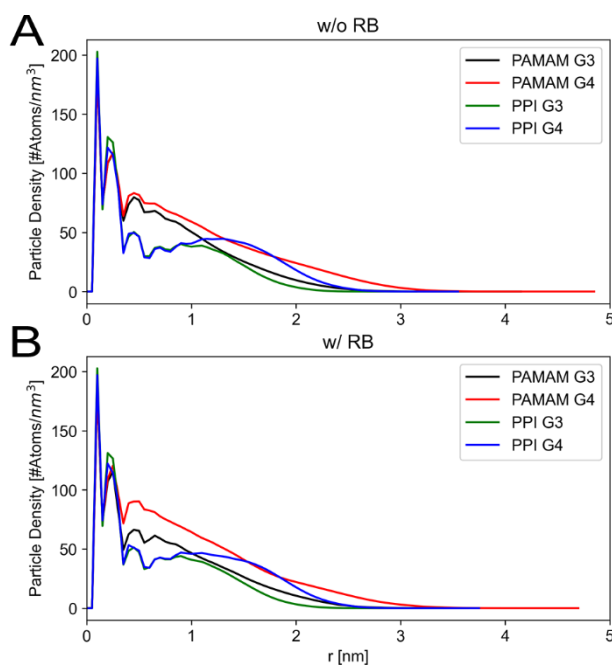 A
w/o RB
Particle Density [#Atoms/nm³]
200
150
100
50
0
PAMAM G3
PAMAM G4
PPI G3
PPI G4
0 1 2 3 4 5
B
w/ RB
Particle Density [#Atoms/nm³]
200
150
100
50
0
PAMAM G3
PAMAM G4
PPI G3
PPI G4
0 1 2 3 4 5
r [nm]